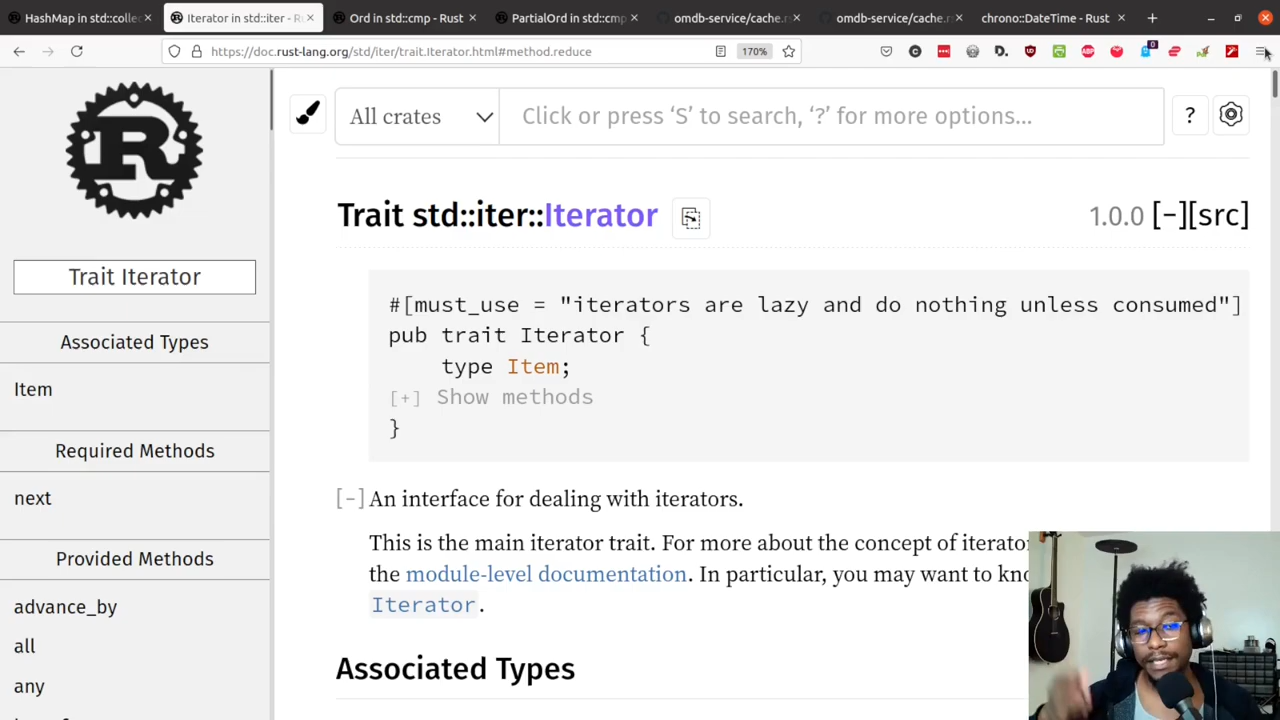 HashMap in std::collec
Iterator in std::iter - R
Ord in std::cmp - Rust
PartialOrd in std::cmp
omdb-service/cache.r
omdb-service/cache.r
chrono::DateTime - Rust
https://doc.rust-lang.org/std/iter/trait.Iterator.html#method.reduce
170%
0
All crates
Click or press ‘S’ to search, ‘?’ for more options…
?
Trait std::iter::Iterator
1.0.0 [-][src]
Trait Iterator
Associated Types
Item
Required Methods
next
Provided Methods
advance_by
all
any
#[must_use = "iterators are lazy and do nothing unless consumed"]
pub trait Iterator {
type Item;
[+] Show methods
}
[-] An interface for dealing with iterators.
This is the main iterator trait. For more about the concept of iterator
the module-level documentation. In particular, you may want to kn
Iterator.
Associated Types